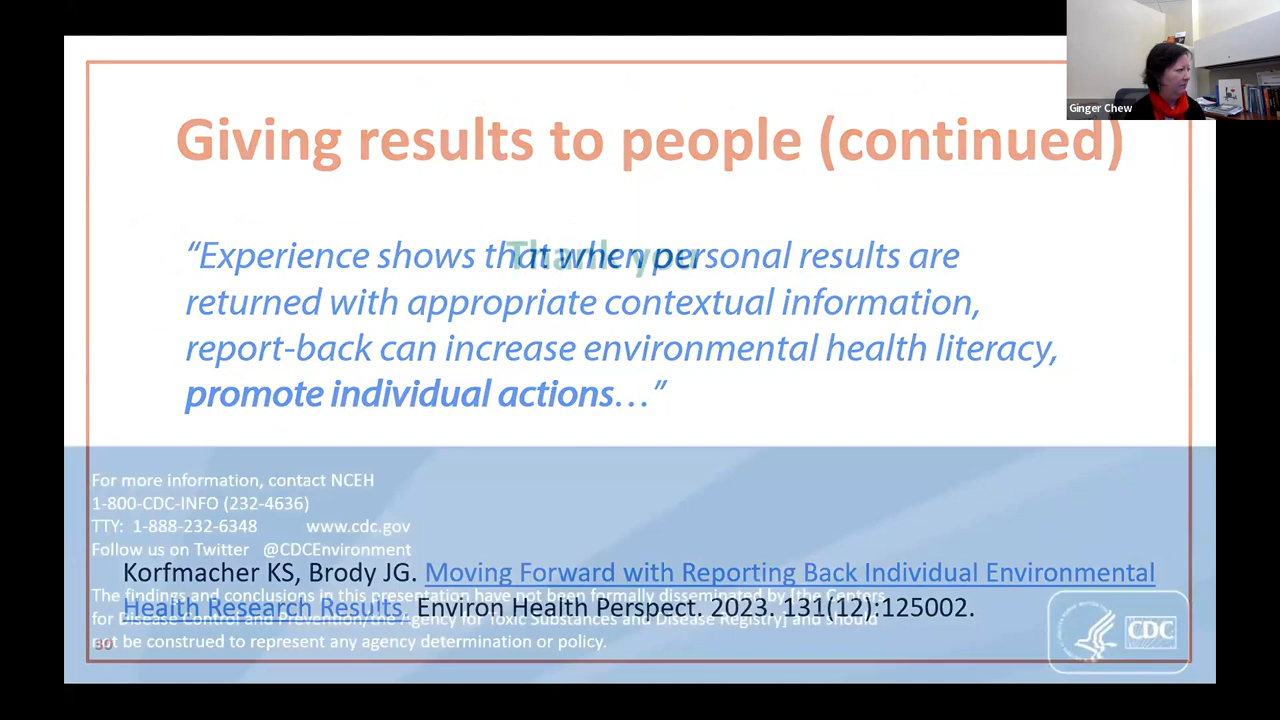 Ginger Chew
Giving results to people (continued)
Thank you
“Experience shows that when personal results are
returned with appropriate contextual information,
report-back can increase environmental health literacy,
promote individual actions…”
For more information, contact NCEH
1-800-CDC-INFO (232-4636)
TTY: 1-888-232-6348 www.cdc.gov
Follow us on Twitter @CDCEnvironment
Korfmacher KS, Brody JG. Moving Forward with Reporting Back Individual Environmental
Health Research Results. Environ Health Perspect. 2023. 131(12):125002.
The findings and conclusions in this presentation have not been formally disseminated by [the Centers
for Disease Control and Prevention/the Agency for Toxic Substances and Disease Registry] and should
not be construed to represent any agency determination or policy.
30
CDC